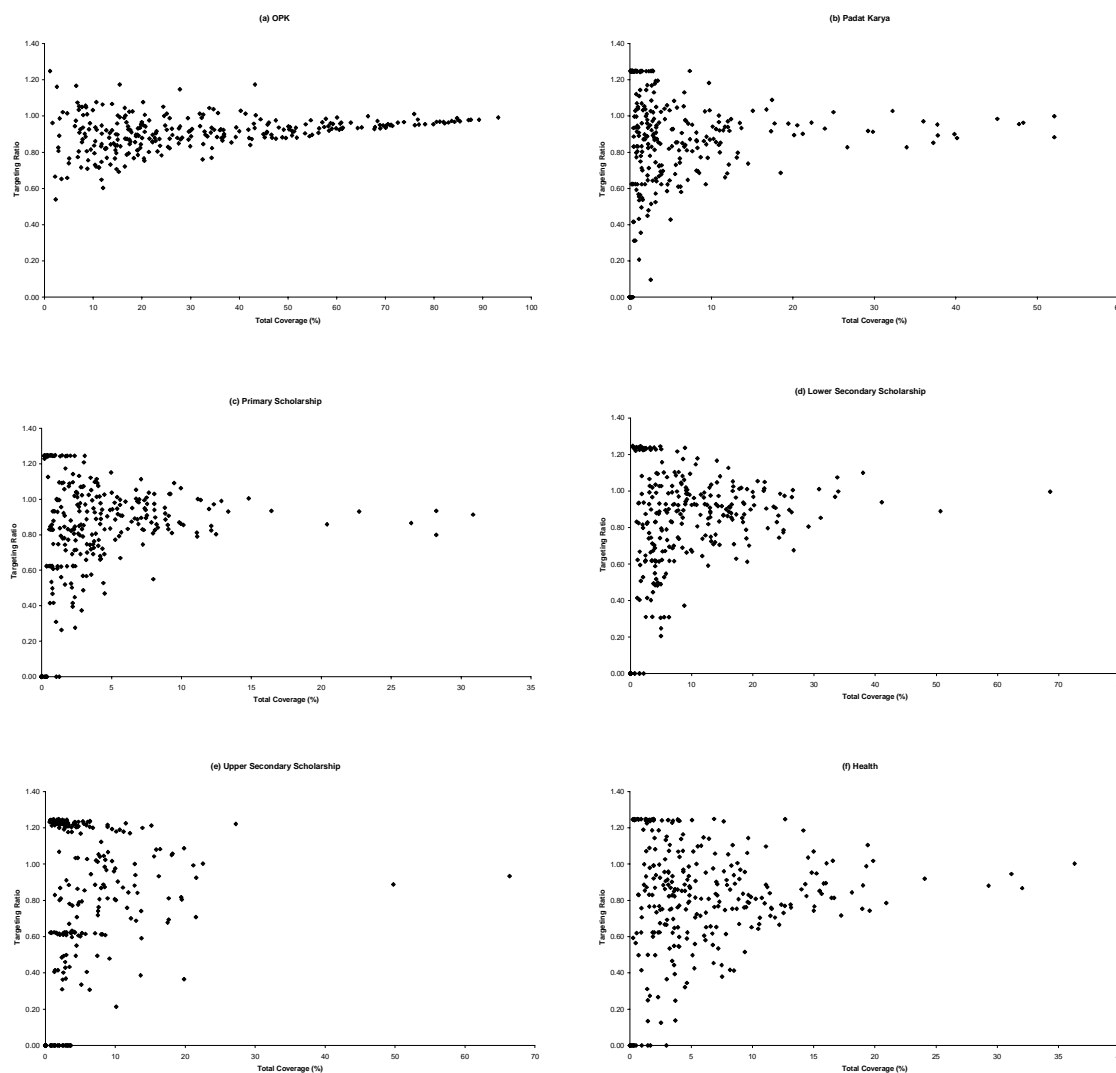 (a) OPK
1.40
1.20
1.00
0.80
0.60
0.40
0.20
0.00
Targeting Ratio
0 10 20 30 40 50 60 70 80 90 100
Total Coverage (%)
(b) Padat Karya
1.40
1.20
1.00
0.80
0.60
0.40
0.20
0.00
Targeting Ratio
0 10 20 30 40 50
Total Coverage (%)
(c) Primary Scholarship
1.40
1.20
1.00
0.80
0.60
0.40
0.20
0.00
Targeting Ratio
0 5 10 15 20 25 30 35
Total Coverage (%)
(d) Lower Secondary Scholarship
1.40
1.20
1.00
0.80
0.60
0.40
0.20
0.00
Targeting Ratio
0 10 20 30 40 50 60 70
Total Coverage (%)
(e) Upper Secondary Scholarship
1.40
1.20
1.00
0.80
0.60
0.40
0.20
0.00
Targeting Ratio
0 10 20 30 40 50 60 70
Total Coverage (%)
(f) Health
1.40
1.20
1.00
0.80
0.60
0.40
0.20
0.00
Targeting Ratio
0 5 10 15 20 25 30 35
Total Coverage (%)